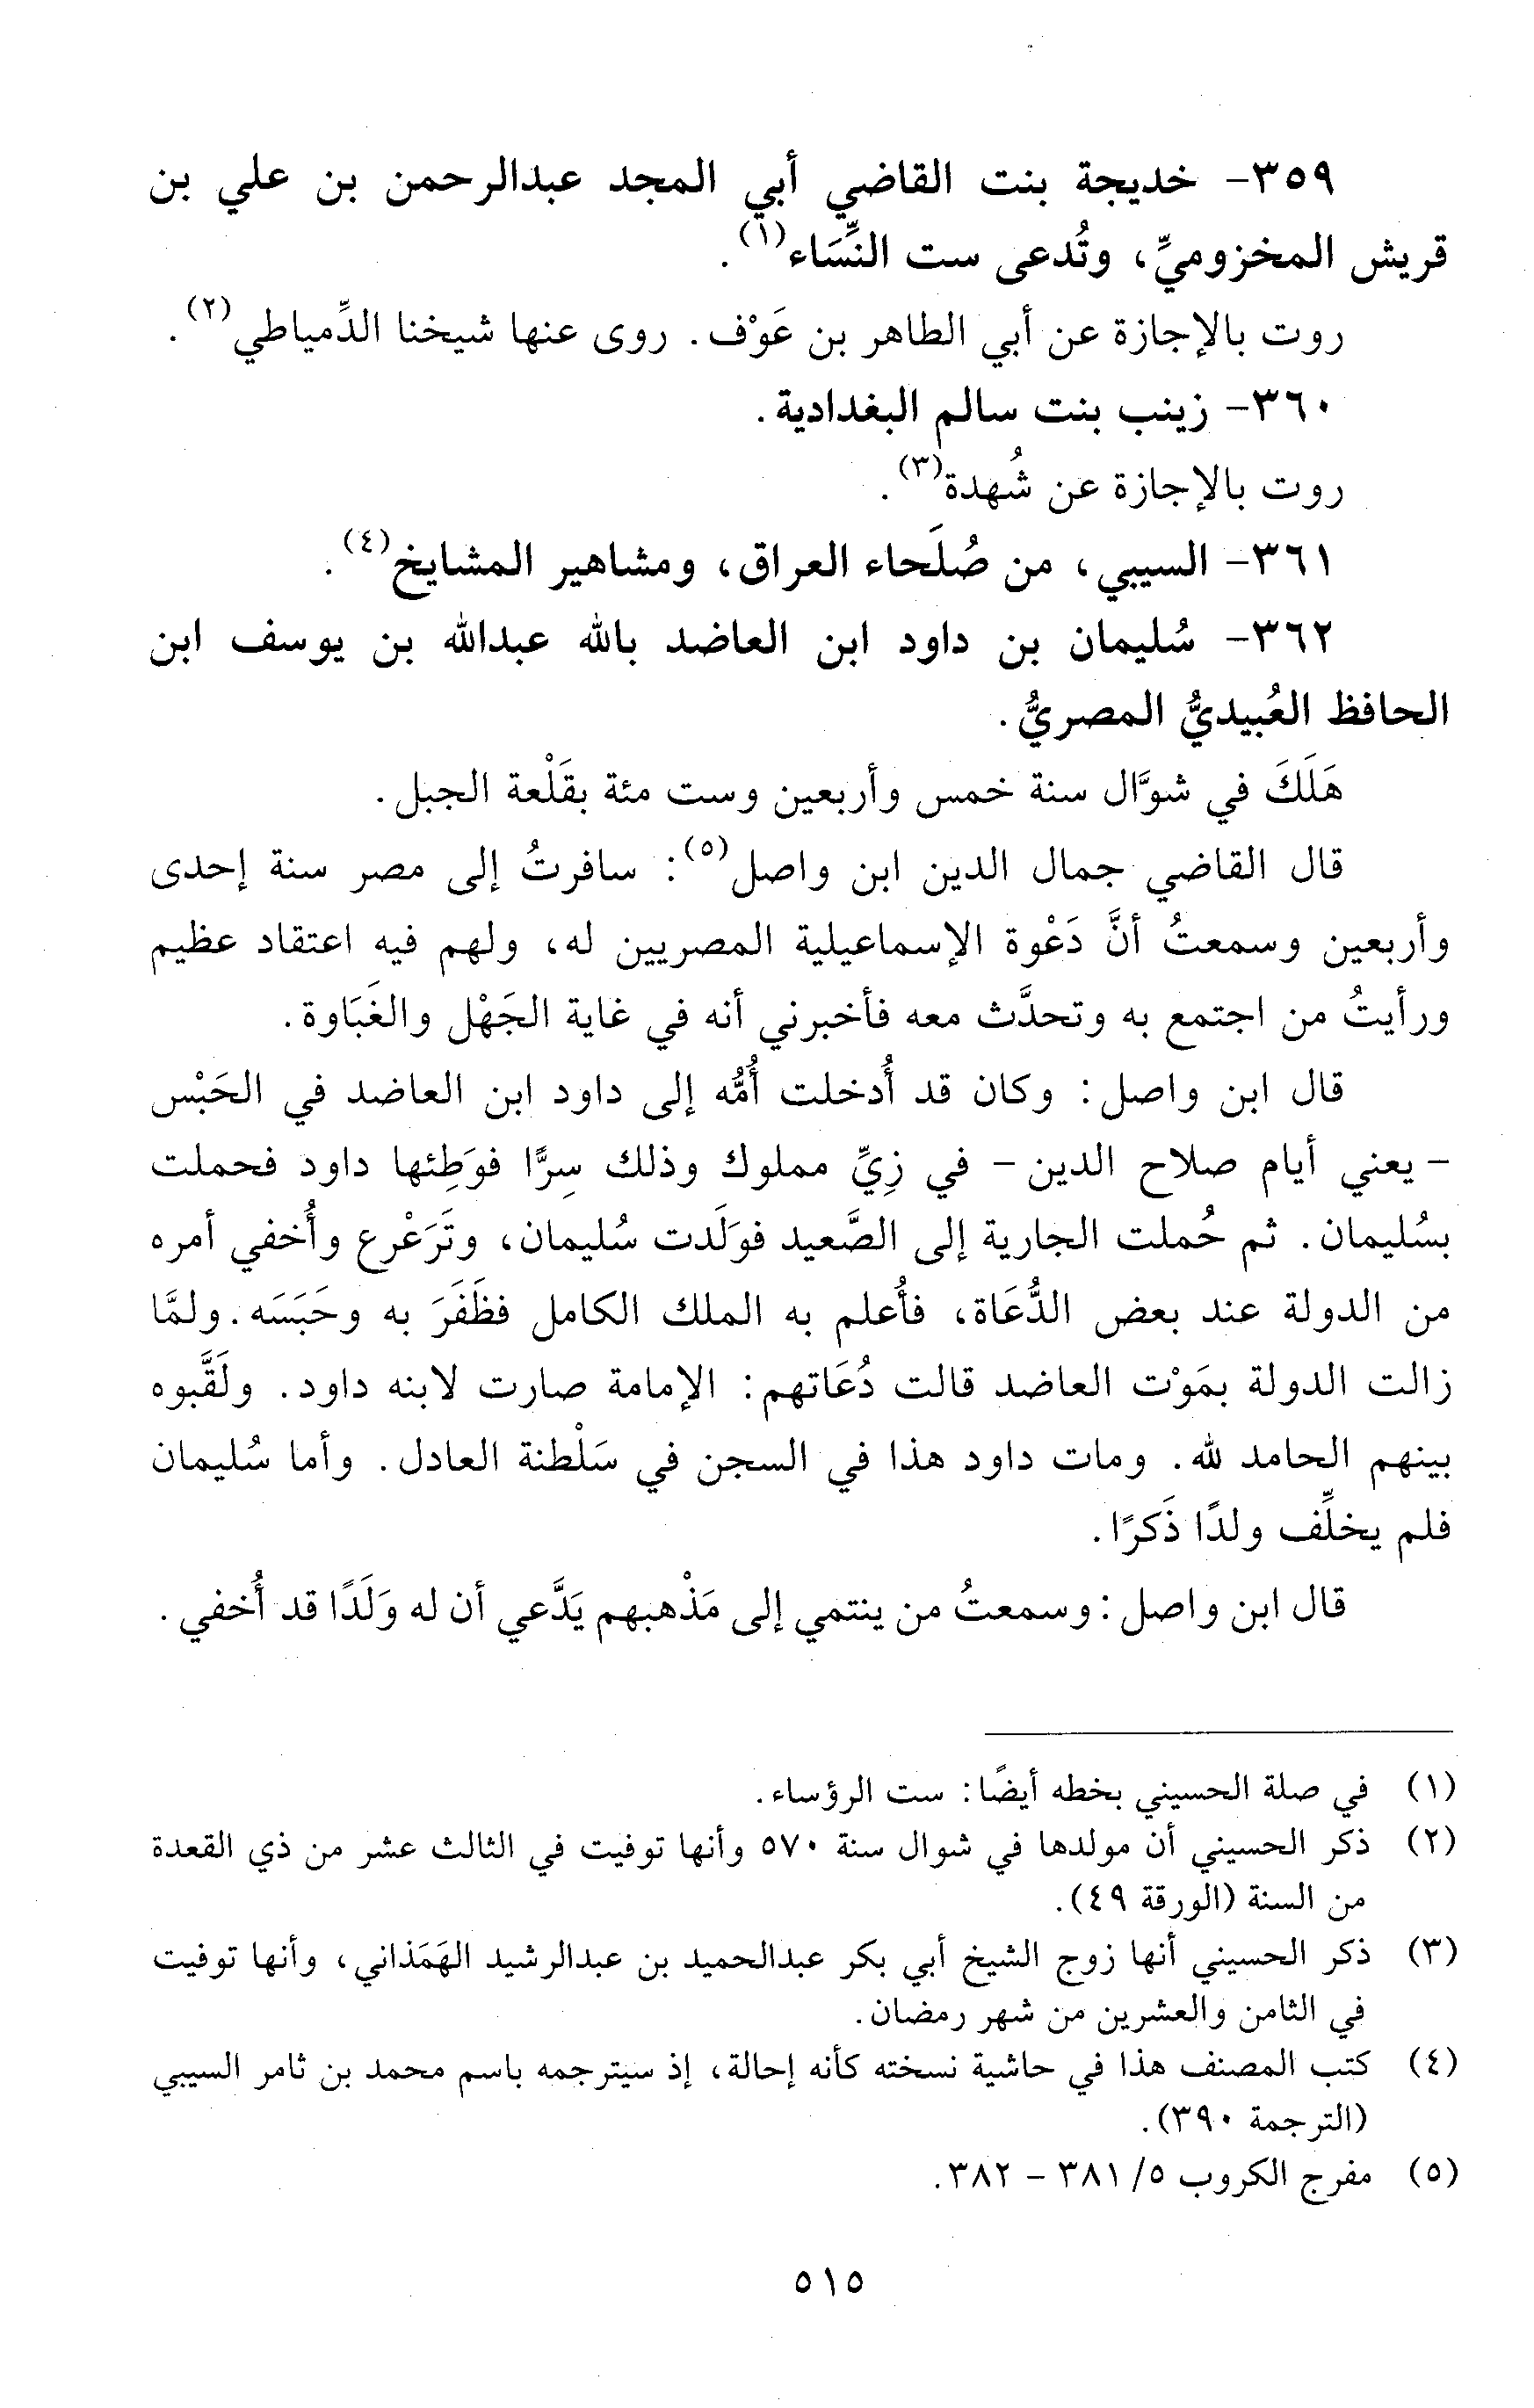 ٣٥٩- خديجة بنت القاضي أبي المجد عبدالرحمن بن علي بن
قريش المخزوميِّ، وتُدعى ست النِّسَاء(١).
روت بالإجازة عن أبي الطاهر بن عَوْف. روى عنها شيخنا الدِّمياطي(٢).
٣٦٠- زينب بنت سالم البغدادية.
روت بالإجازة عن شُهدة(٣).
٣٦١- السيبي، من صُلَحاء العراق، ومشاهير المشايخ(٤).
٣٦٢- سُليمان بن داود ابن العاضد بالله عبدالله بن يوسف ابن
الحافظ العُبيديُّ المصريُّ.
هَلَكَ في شوَّال سنة خمس وأربعين وست مئة بقَلْعة الجبل.
قال القاضي جمال الدين ابن واصل(٥): سافرتُ إلى مصر سنة إحدى
وأربعين وسمعتُ أنَّ دَعْوة الإسماعيلية المصريين له، ولهم فيه اعتقاد عظيم
ورأيتُ من اجتمع به وتحدَّث معه فأخبرني أنه في غاية الجَهْل والغَبَاوة.
قال ابن واصل: وكان قد أُدخلت أُمُّه إلى داود ابن العاضد في الحَبْس
- يعني أيام صلاح الدين - في زِيِّ مملوك وذلك سِرًّا فوَطِئها داود فحملت
بسُليمان. ثم حُملت الجارية إلى الصَّعيد فوَلَدت سُليمان، وتَرَعْرع وأُخفي أمره
من الدولة عند بعض الدُّعَاة، فأُعلم به الملك الكامل فظَفَرَ به وحَبَسَه. ولمَّا
زالت الدولة بمَوْت العاضد قالت دُعَاتهم: الإمامة صارت لابنه داود. ولَقَّبوه
بينهم الحامد لله. ومات داود هذا في السجن في سَلْطنة العادل. وأما سُليمان
فلم يخلِّف ولدًا ذَكرًا.
قال ابن واصل: وسمعتُ من ينتمي إلى مَذْهبهم يَدَّعي أن له وَلَدًا قد أُخفي.
(١) في صلة الحسيني بخطه أيضًا: ست الرؤساء.
(٢) ذكر الحسيني أن مولدها في شوال سنة ٥٧٠ وأنها توفيت في الثالث عشر من ذي القعدة
من السنة (الورقة ٤٩).
(٣) ذكر الحسيني أنها زوج الشيخ أبي بكر عبدالحميد بن عبدالرشيد الهَمَذاني، وأنها توفيت
في الثامن والعشرين من شهر رمضان.
(٤) كتب المصنف هذا في حاشية نسخته كأنه إحالة، إذ سيترجمه باسم محمد بن ثامر السيبي
(الترجمة ٣٩٠).
(٥) مفرج الكروب ٥/ ٣٨١ - ٣٨٢.
٥١٥